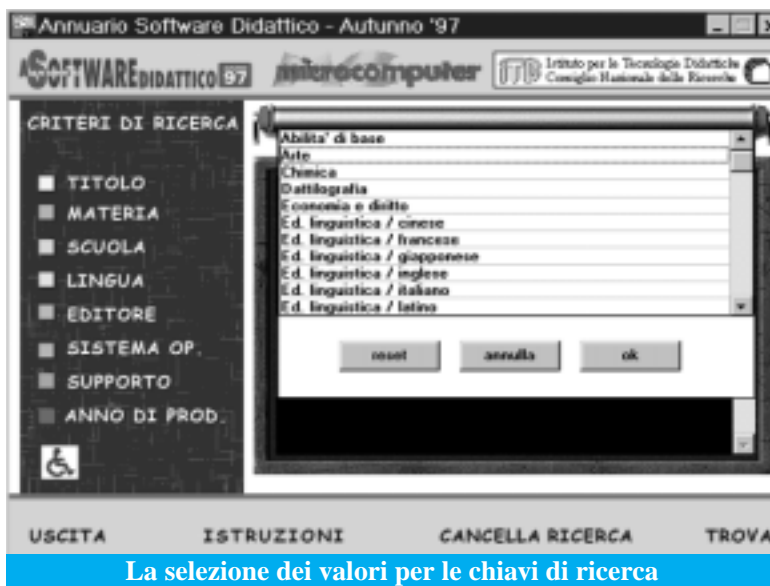 Annuario Software Didattico - Autunno '97
SOFTWARE DIDATTICO 97
microcomputer
ITD
Istituto per le Tecnologie Didattiche
Consiglio Nazionale delle Ricerche
CRITERI DI RICERCA
TITOLO
MATERIA
SCUOLA
LINGUA
EDITORE
SISTEMA OP.
SUPPORTO
ANNO DI PROD.
Abilita' di base
Arte
Chimica
Dattilografia
Economia e diritto
Ed. linguistica / cinese
Ed. linguistica / francese
Ed. linguistica / giapponese
Ed. linguistica / inglese
Ed. linguistica / italiano
Ed. linguistica / latino
reset annulla ok
USCITA ISTRUZIONI CANCELLA RICERCA TROVA
La selezione dei valori per le chiavi di ricerca